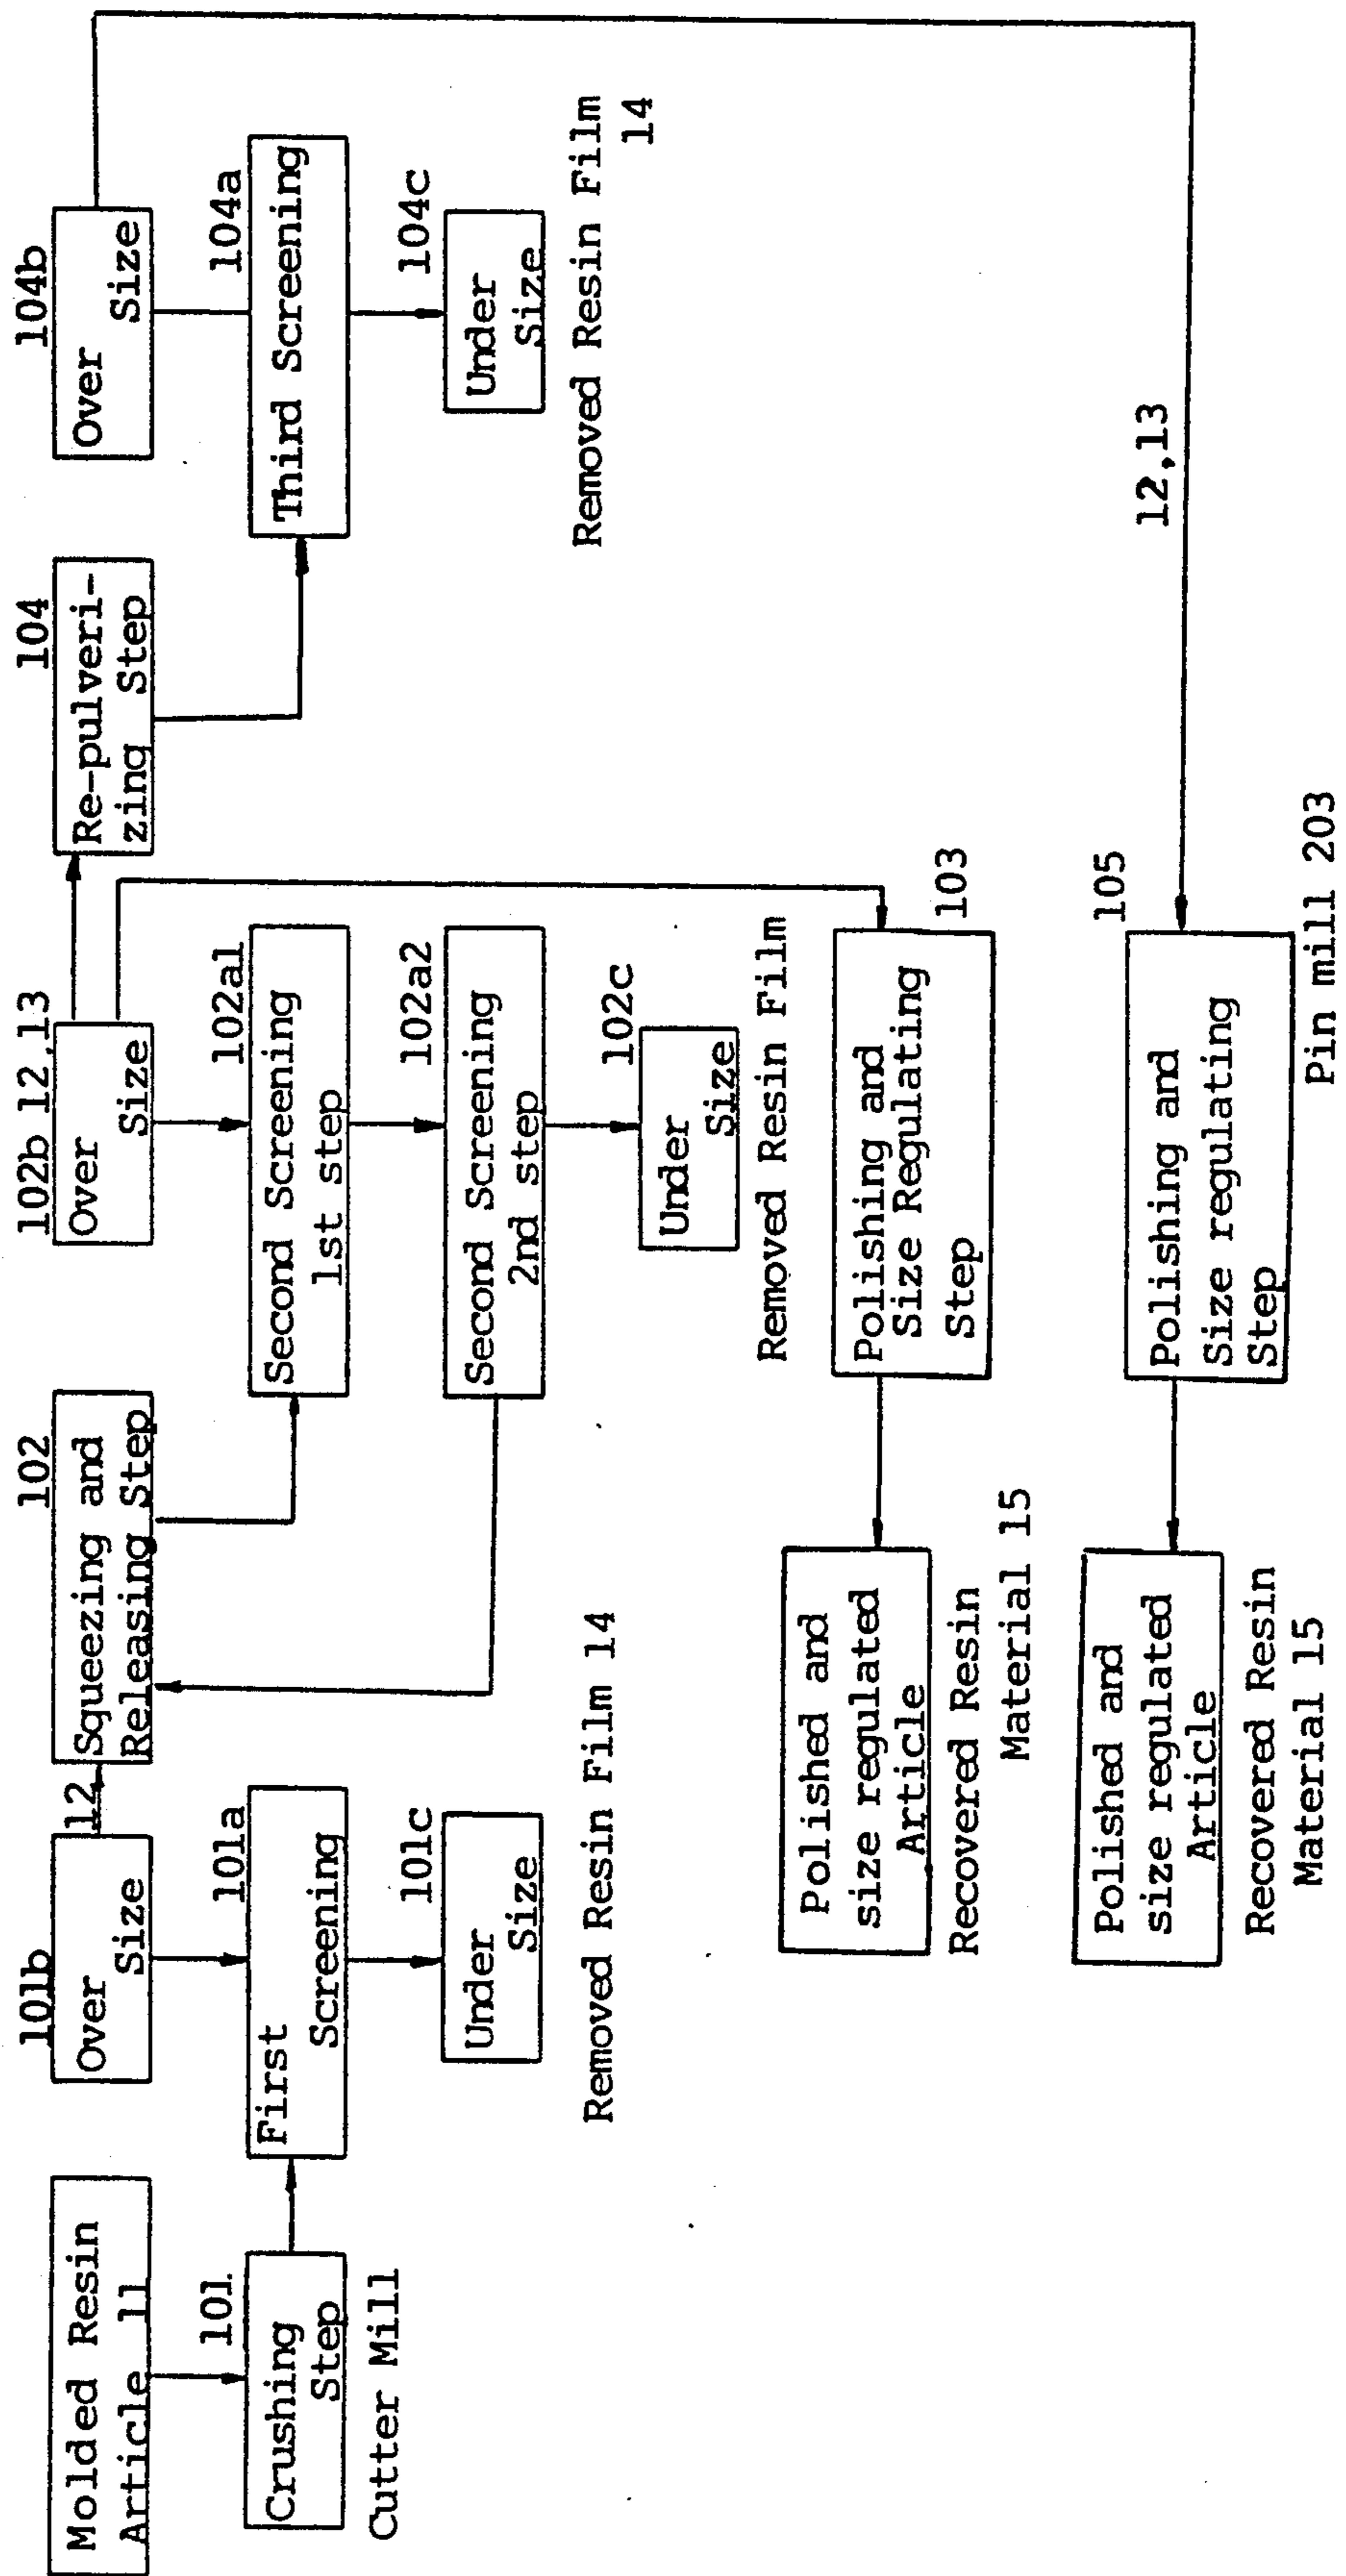 Molded Resin
Article 11
101
Crushing
Step
Cutter Mill
101b
Over
Size
12
101a
First
Screening
101c
Under
Size
Removed Resin Film 14
102
Squeezing and
Releasing Step
102b 12,13
Over
Size
102a1
Second Screening
1st step
102a2
Second Screening
2nd step
102c
Under
Size
Removed Resin Film
104
Re-pulveri-
zing Step
104b
Over
Size
104a
Third Screening
104c
Under
Size
Removed Resin Film
14
103
Polishing and
Size Regulating
Step
Polished and
size regulated
Article
Recovered Resin
Material 15
12,13
105
Polishing and
Size regulating
Step
Pin mill 203
Polished and
size regulated
Article
Recovered Resin
Material 15